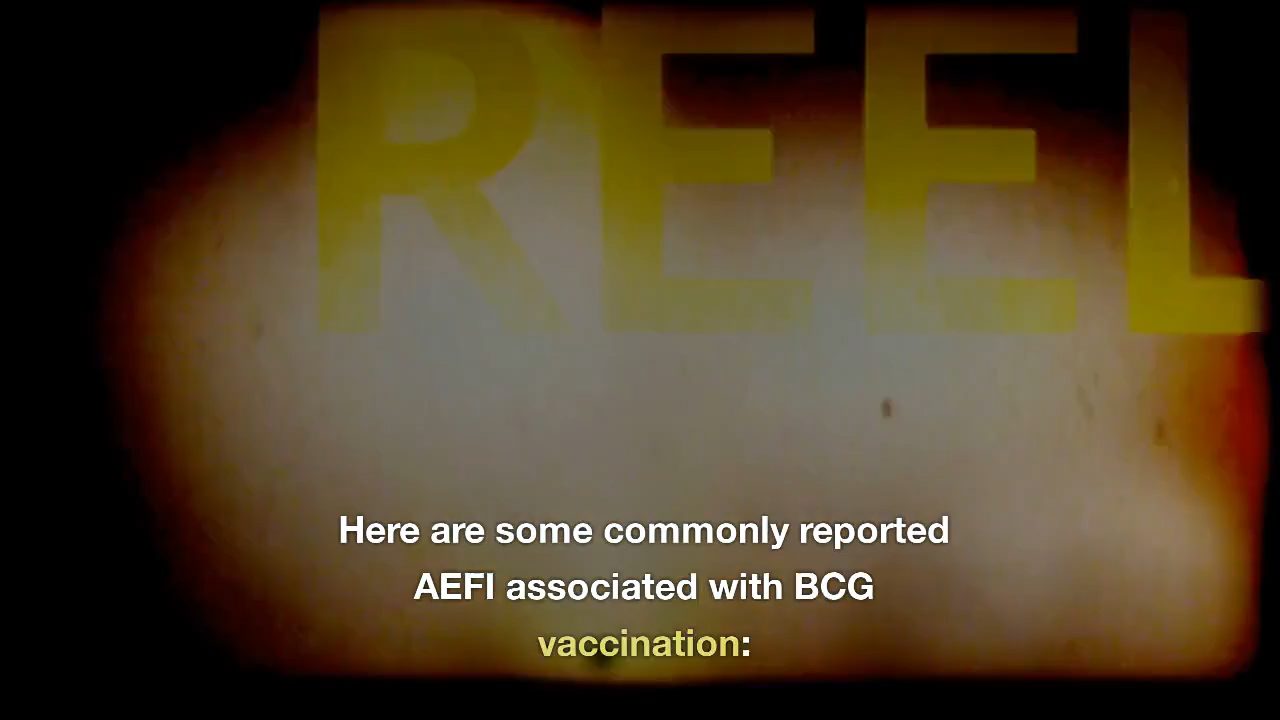 REEL
Here are some commonly reported
AEFI associated with BCG
vaccination: